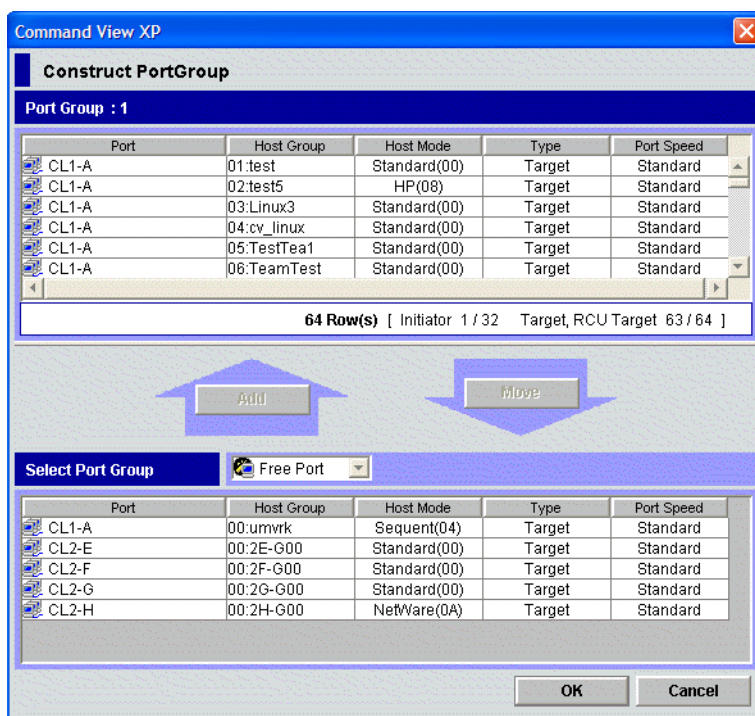 Command View XP
Construct PortGroup
Port Group : 1
Port Host Group Host Mode Type Port Speed
CL1-A 01:test Standard(00) Target Standard
CL1-A 02:test5 HP(08) Target Standard
CL1-A 03:Linux3 Standard(00) Target Standard
CL1-A 04:cv_linux Standard(00) Target Standard
CL1-A 05:TestTea1 Standard(00) Target Standard
CL1-A 06:TeamTest Standard(00) Target Standard
64 Row(s) [ Initiator 1 / 32 Target, RCU Target 63 / 64 ]
Add Move
Select Port Group Free Port
Port Host Group Host Mode Type Port Speed
CL1-A 00:umvrk Sequent(04) Target Standard
CL2-E 00:2E-G00 Standard(00) Target Standard
CL2-F 00:2F-G00 Standard(00) Target Standard
CL2-G 00:2G-G00 Standard(00) Target Standard
CL2-H 00:2H-G00 NetWare(0A) Target Standard
OK Cancel